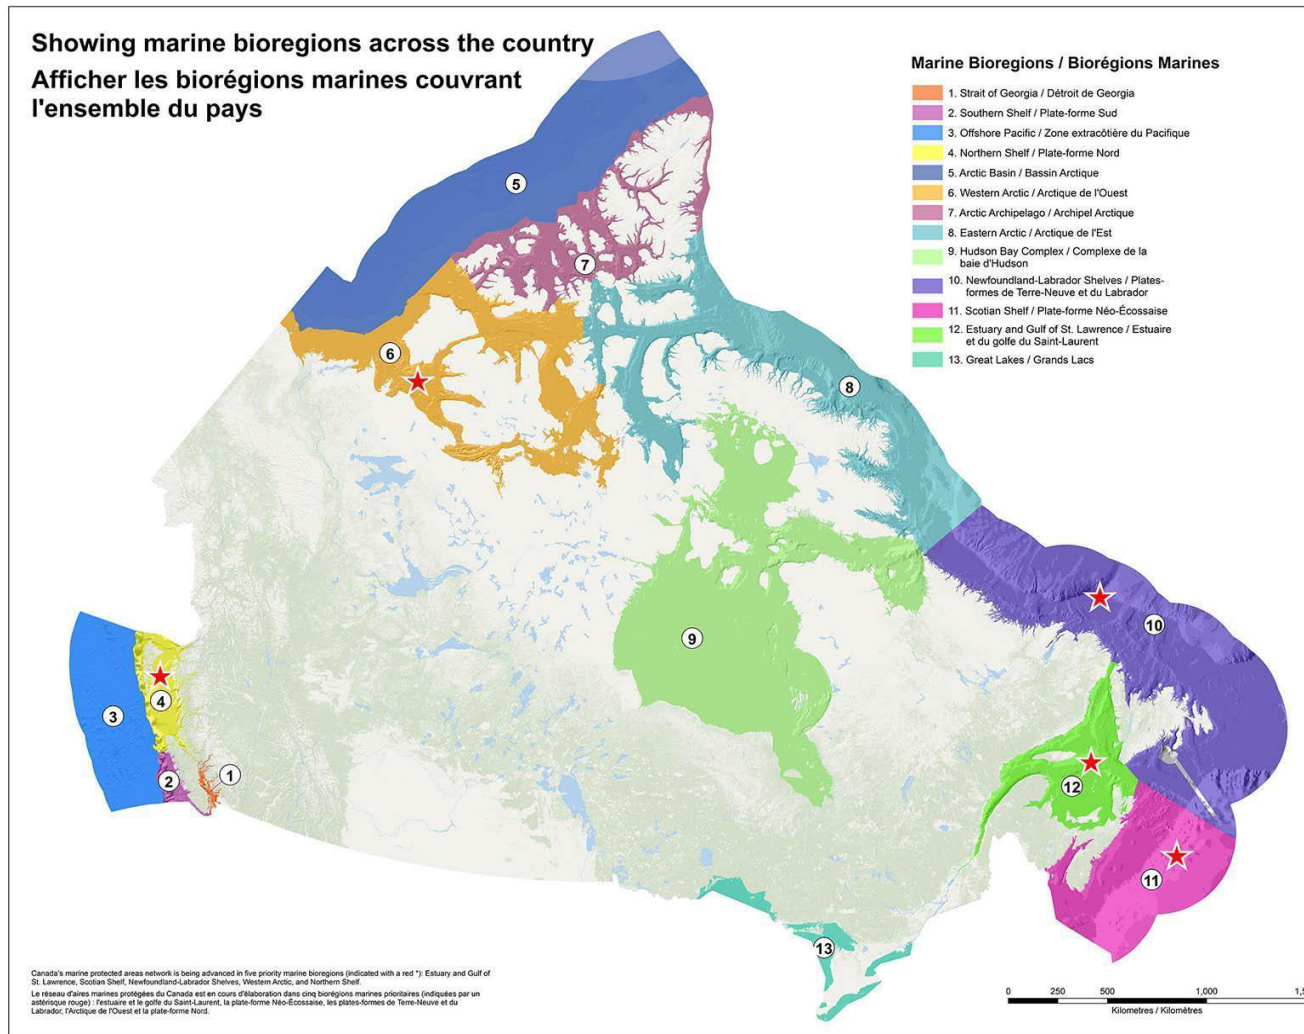 Showing marine bioregions across the country
Afficher les biorégions marines couvrant
l'ensemble du pays
Marine Bioregions / Biorégions Marines
1. Strait of Georgia / Détroit de Georgia
2. Southern Shelf / Plate-forme Sud
3. Offshore Pacific / Zone extracôtière du Pacifique
4. Northern Shelf / Plate-forme Nord
5. Arctic Basin / Bassin Arctique
6. Western Arctic / Arctique de l'Ouest
7. Arctic Archipelago / Archipel Arctique
8. Eastern Arctic / Arctique de l'Est
9. Hudson Bay Complex / Complexe de la
baie d'Hudson
10. Newfoundland-Labrador Shelves / Plates-
formes de Terre-Neuve et du Labrador
11. Scotian Shelf / Plate-forme Néo-Écossaise
12. Estuary and Gulf of St. Lawrence / Estuaire
et du golfe du Saint-Laurent
13. Great Lakes / Grands Lacs
5
7
6
8
9
10
4
3
2
1
12
11
13
Canada's marine protected areas network is being advanced in five priority marine bioregions (indicated with a red *): Estuary and Gulf of
St. Lawrence, Scotian Shelf, Newfoundland-Labrador Shelves, Western Arctic, and Northern Shelf.
Le réseau d'aires marines protégées du Canada est en cours d'élaboration dans cinq biorégions marines prioritaires (indiquées par un
astérisque rouge) : l'estuaire et le golfe du Saint-Laurent, la plate-forme Néo-Écossaise, les plates-formes de Terre-Neuve et du
Labrador, l'Arctique de l'Ouest et la plate-forme Nord.
0 250 500 1,000 1,5
Kilometres / Kilomètres